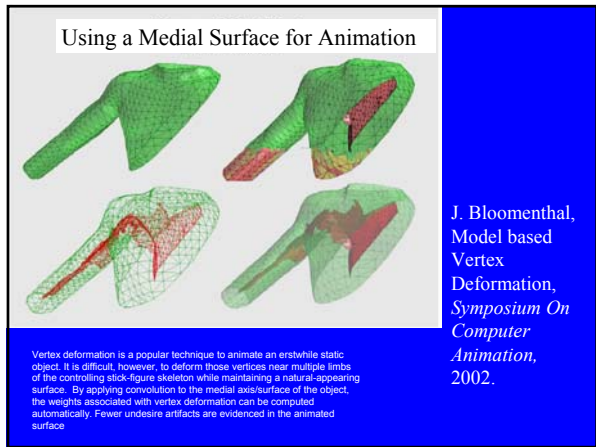 Using a Medial Surface for Animation
J. Bloomenthal,
Model based
Vertex
Deformation,
Symposium On
Computer
Animation,
2002.
Vertex deformation is a popular technique to animate an erstwhile static
object. It is difficult, however, to deform those vertices near multiple limbs
of the controlling stick-figure skeleton while maintaining a natural-appearing
surface. By applying convolution to the medial axis/surface of the object,
the weights associated with vertex deformation can be computed
automatically. Fewer undesire artifacts are evidenced in the animated
surface